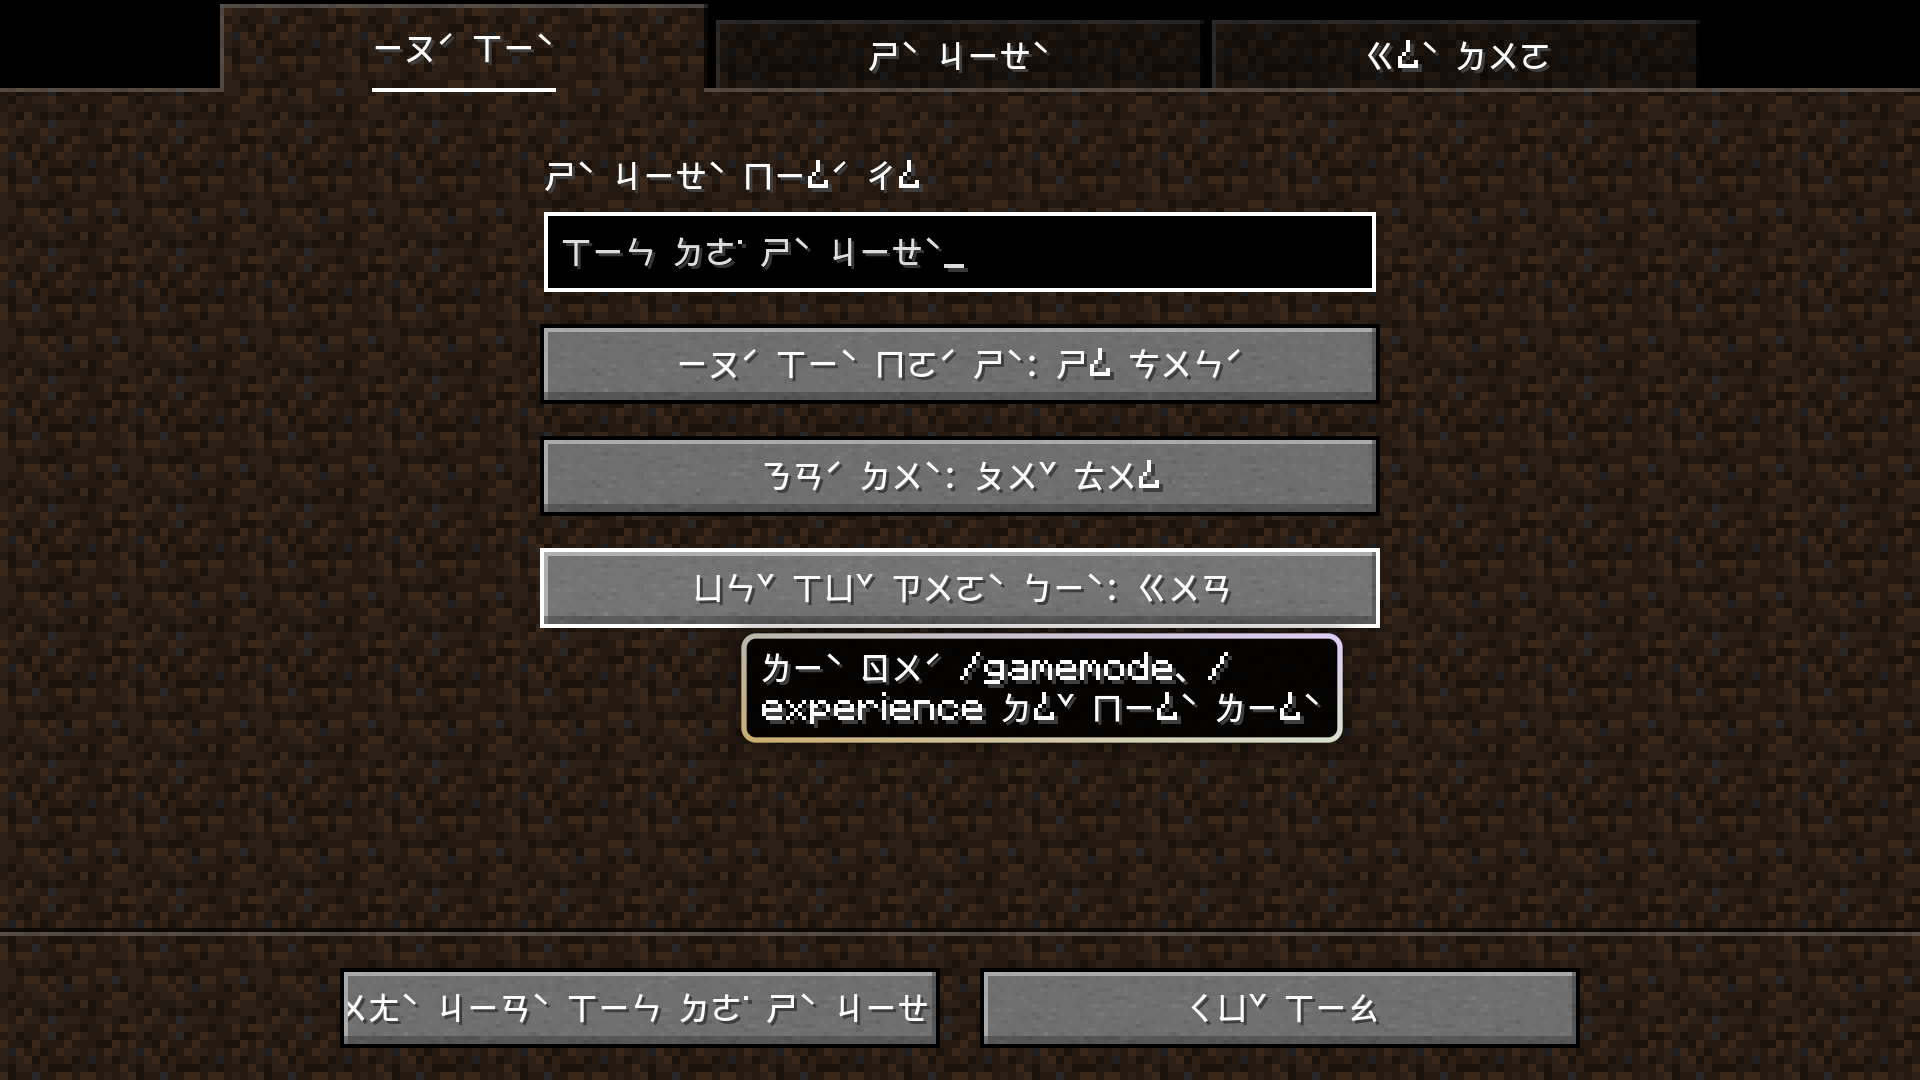 ㄧㄡˊ ㄒㄧˋ
ㄕˋ ㄐㄧㄝˋ
ㄍㄥˋ ㄉㄨㄛ
ㄕˋ ㄐㄧㄝˋ ㄇㄧㄥˊ ㄔㄥ
ㄒㄧㄣ ㄉㄜ˙ ㄕˋ ㄐㄧㄝˋ_
ㄧㄡˊ ㄒㄧˋ ㄇㄛˊ ㄕˋ: ㄕㄥ ㄘㄨㄣˊ
ㄋㄢˊ ㄉㄨˋ: ㄆㄨˇ ㄊㄨㄥ
ㄩㄣˇ ㄒㄩˇ ㄗㄨㄛˋ ㄅㄧˋ: ㄍㄨㄢ
ㄌㄧˋ ㄖㄨˊ /gamemode、/
experience ㄉㄥˇ ㄇㄧㄥˋ ㄌㄧㄥˋ
ㄨㄤˋ ㄐㄧㄢˋ ㄒㄧㄣ ㄉㄜ˙ ㄕˋ ㄐㄧㄝ
ㄑㄩˇ ㄒㄧㄠ